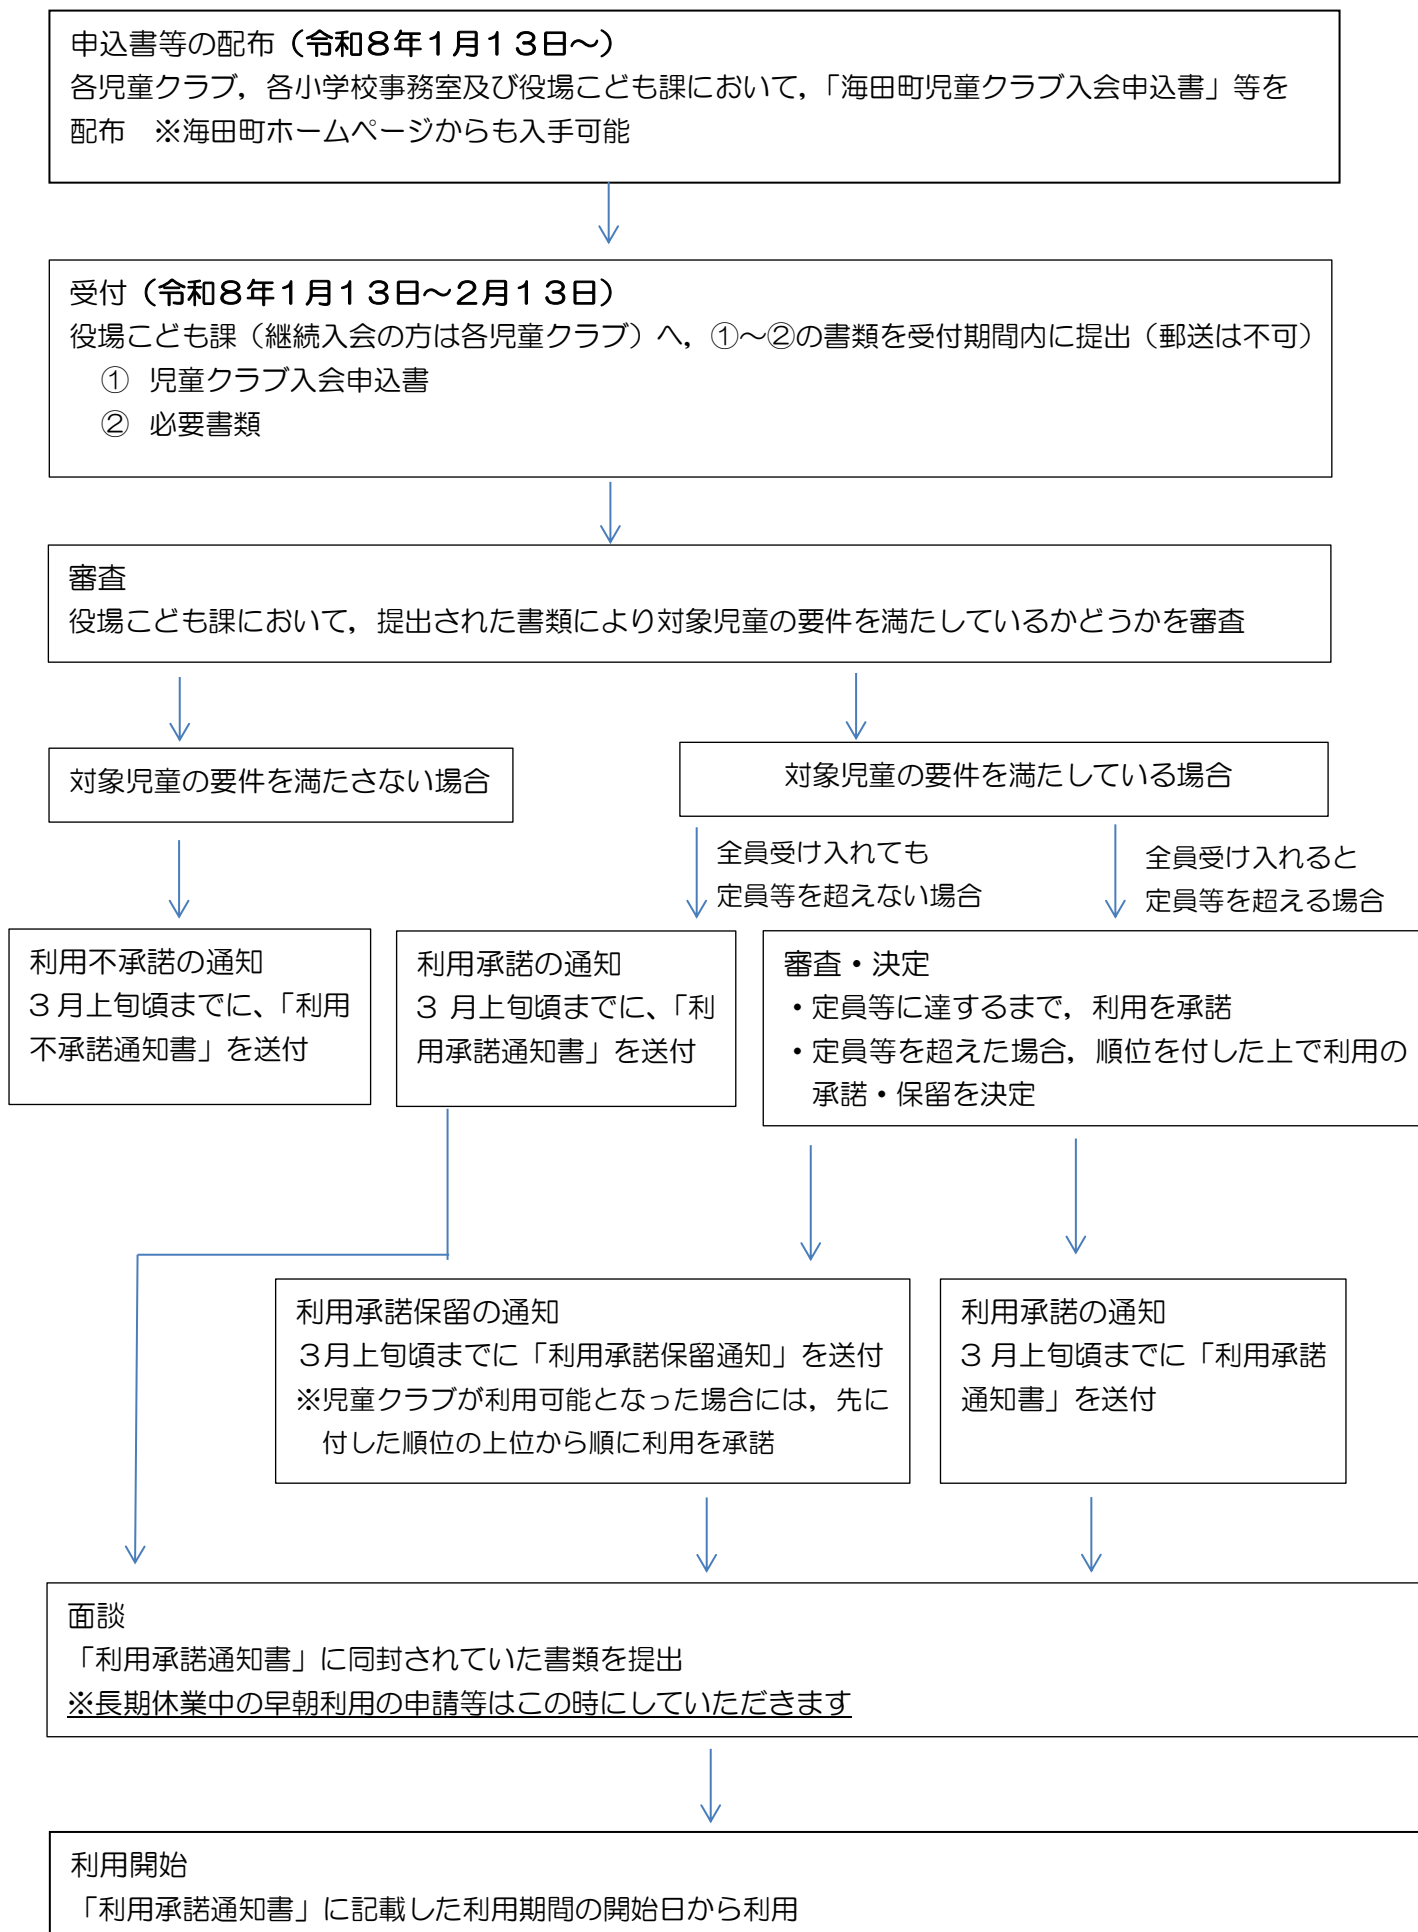 申込書等の配布（令和８年１月１３日～）
各児童クラブ，各小学校事務室及び役場こども課において，「海田町児童クラブ入会申込書」等を
配布　※海田町ホームページからも入手可能
受付（令和８年１月１３日～２月１３日）
役場こども課（継続入会の方は各児童クラブ）へ，①～②の書類を受付期間内に提出（郵送は不可）
①　児童クラブ入会申込書
②　必要書類
審査
役場こども課において，提出された書類により対象児童の要件を満たしているかどうかを審査
対象児童の要件を満たさない場合
対象児童の要件を満たしている場合
全員受け入れても
定員等を超えない場合
全員受け入れると
定員等を超える場合
利用不承諾の通知
３月上旬頃までに、「利用
不承諾通知書」を送付
利用承諾の通知
３ 月上旬頃までに、「利
用承諾通知書」を送付
審査・決定
・定員等に達するまで，利用を承諾
・定員等を超えた場合，順位を付した上で利用の
承諾・保留を決定
利用承諾保留の通知
３月上旬頃までに「利用承諾保留通知」を送付
※児童クラブが利用可能となった場合には，先に
付した順位の上位から順に利用を承諾
利用承諾の通知
３月上旬頃までに「利用承諾
通知書」を送付
面談
「利用承諾通知書」に同封されていた書類を提出
※長期休業中の早朝利用の申請等はこの時にしていただきます
利用開始
「利用承諾通知書」に記載した利用期間の開始日から利用